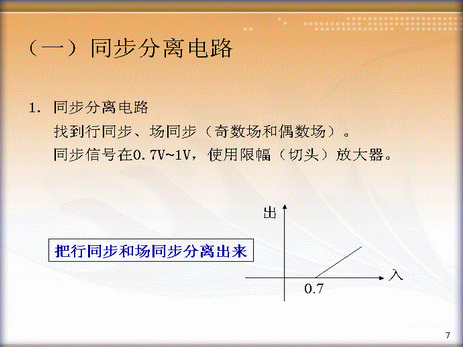 （一）同步分离电路
1. 同步分离电路
找到行同步、场同步（奇数场和偶数场）。
同步信号在0.7V~1V，使用限幅（切头）放大器。
出
把行同步和场同步分离出来
入
0.7
7